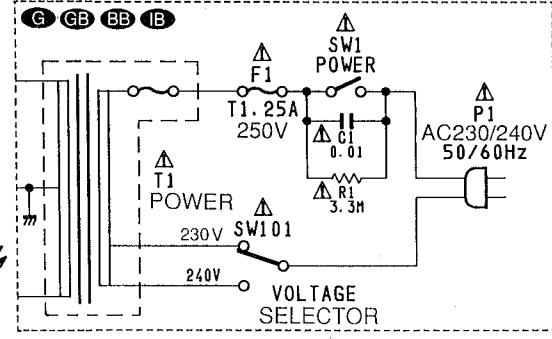 G GB BB IB
F1
T1.25A
250V
SW1
POWER
C1
0.01
R1
3.3M
P1
AC230/240V
50/60Hz
T1
POWER
SW101
230V
240V
VOLTAGE
SELECTOR